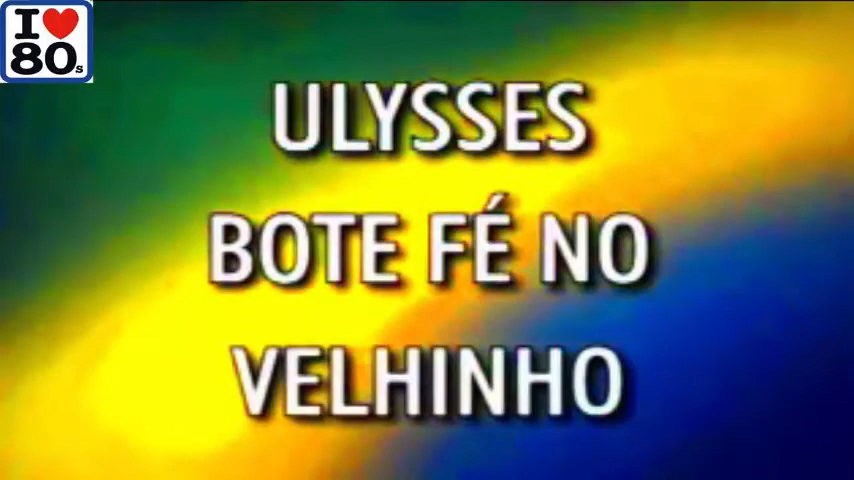 I ❤ 80s
ULYSSES
BOTE FÉ NO
VELHINHO